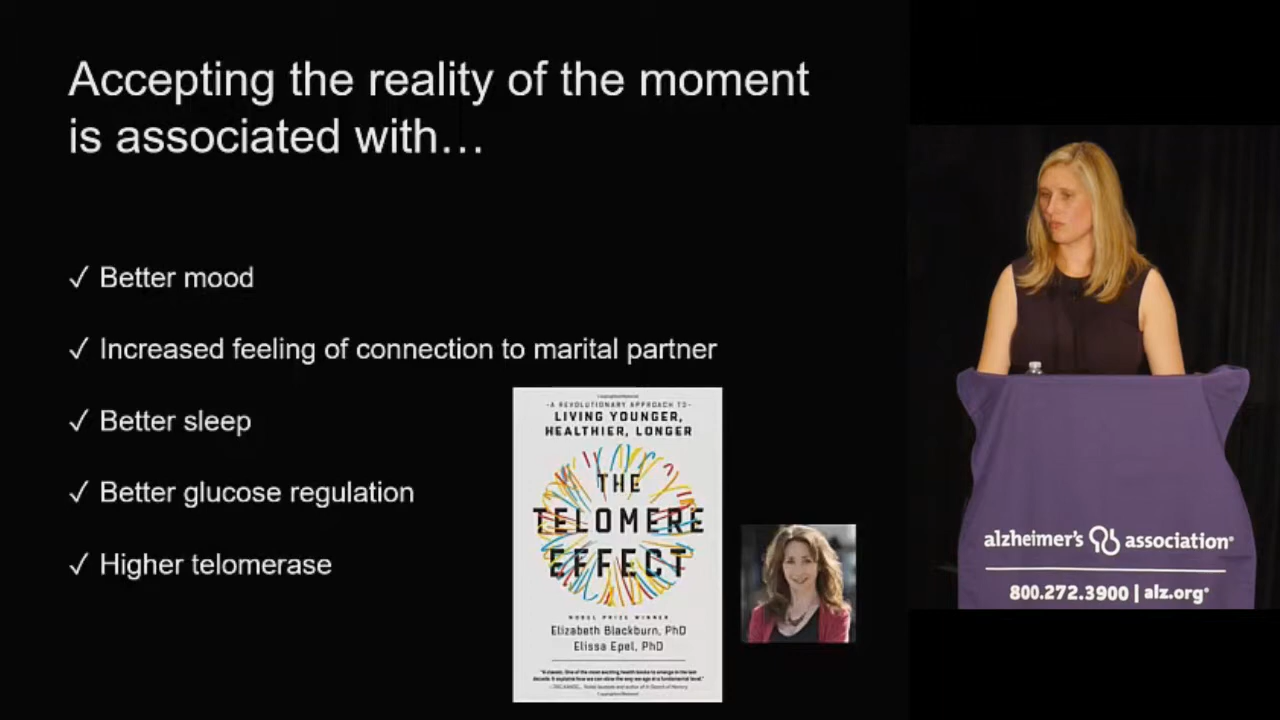 Accepting the reality of the moment
is associated with…
✓ Better mood
✓ Increased feeling of connection to marital partner
✓ Better sleep
✓ Better glucose regulation
✓ Higher telomerase
-A REVOLUTIONARY APPROACH TO-
LIVING YOUNGER,
HEALTHIER, LONGER
THE
TELOMERE
EFFECT
NOBEL PRIZE WINNER
Elizabeth Blackburn, PhD
Elissa Epel, PhD
alzheimer's association®
800.272.3900 | alz.org®